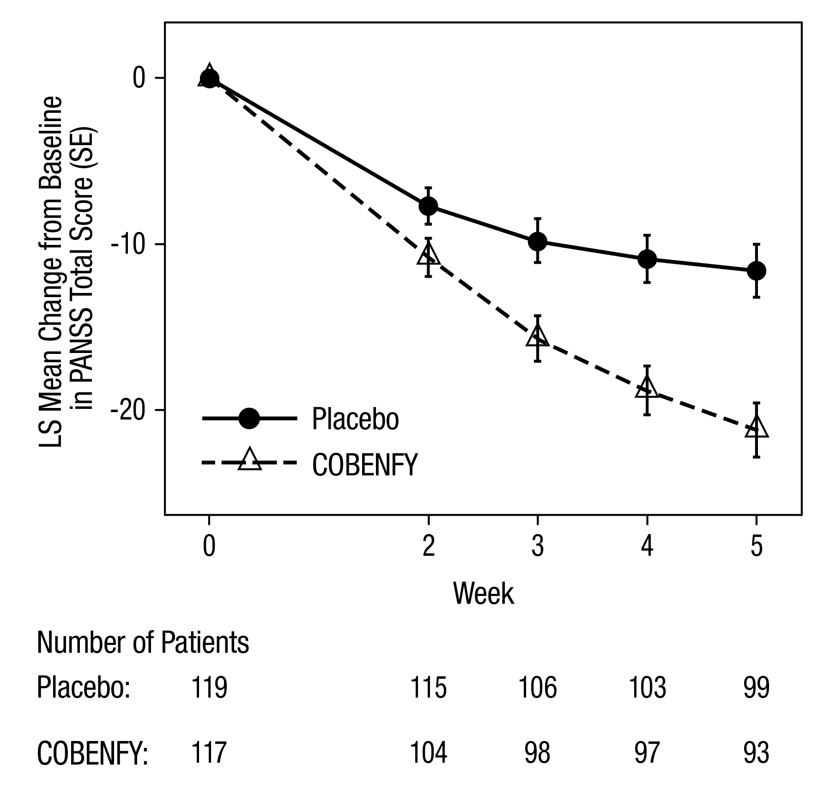 LS Mean Change from Baseline
in PANSS Total Score (SE)
0
-10
-20
Placebo
COBENFY
0 2 3 4 5
Week
Number of Patients
Placebo: 119 115 106 103 99
COBENFY: 117 104 98 97 93